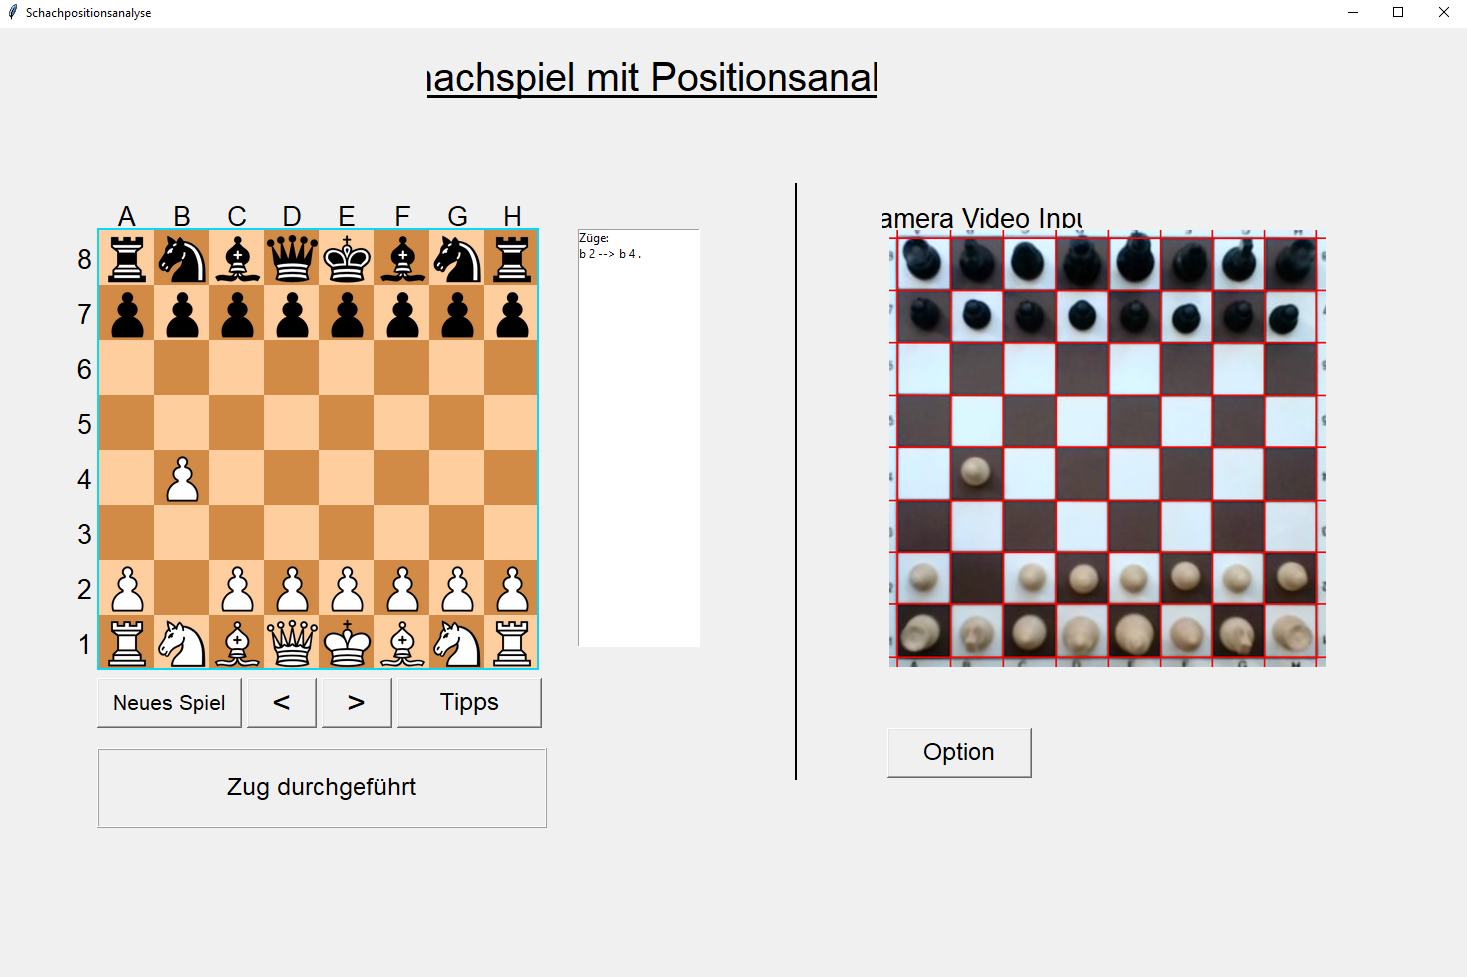 Schachpositionsanalyse
hachspiel mit Positionsanal
A B C D E F G H
8
7
6
5
4
3
2
1
Züge:
b 2 --> b 4 .
Neues Spiel < > Tipps
Zug durchgeführt
amera Video Inpu
A B C D E F G H
Option